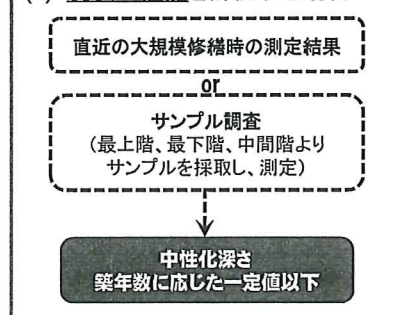 直近の大規模修繕時の測定結果
or
サンプル調査
(最上階、最下階、中間階より
サンプルを採取し、測定)
中性化深さ
築年数に応じた一定値以下